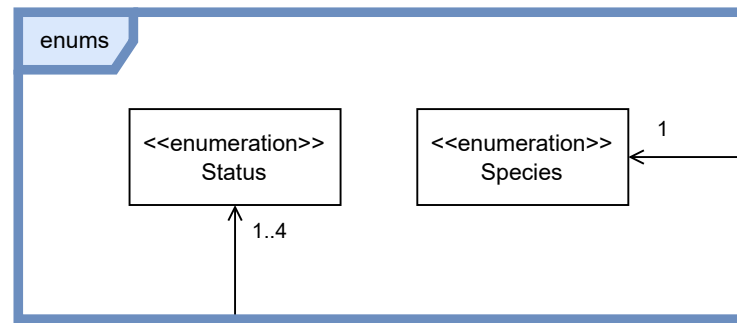 enums
<<enumeration>>
Status
<<enumeration>>
Species
1
1..4